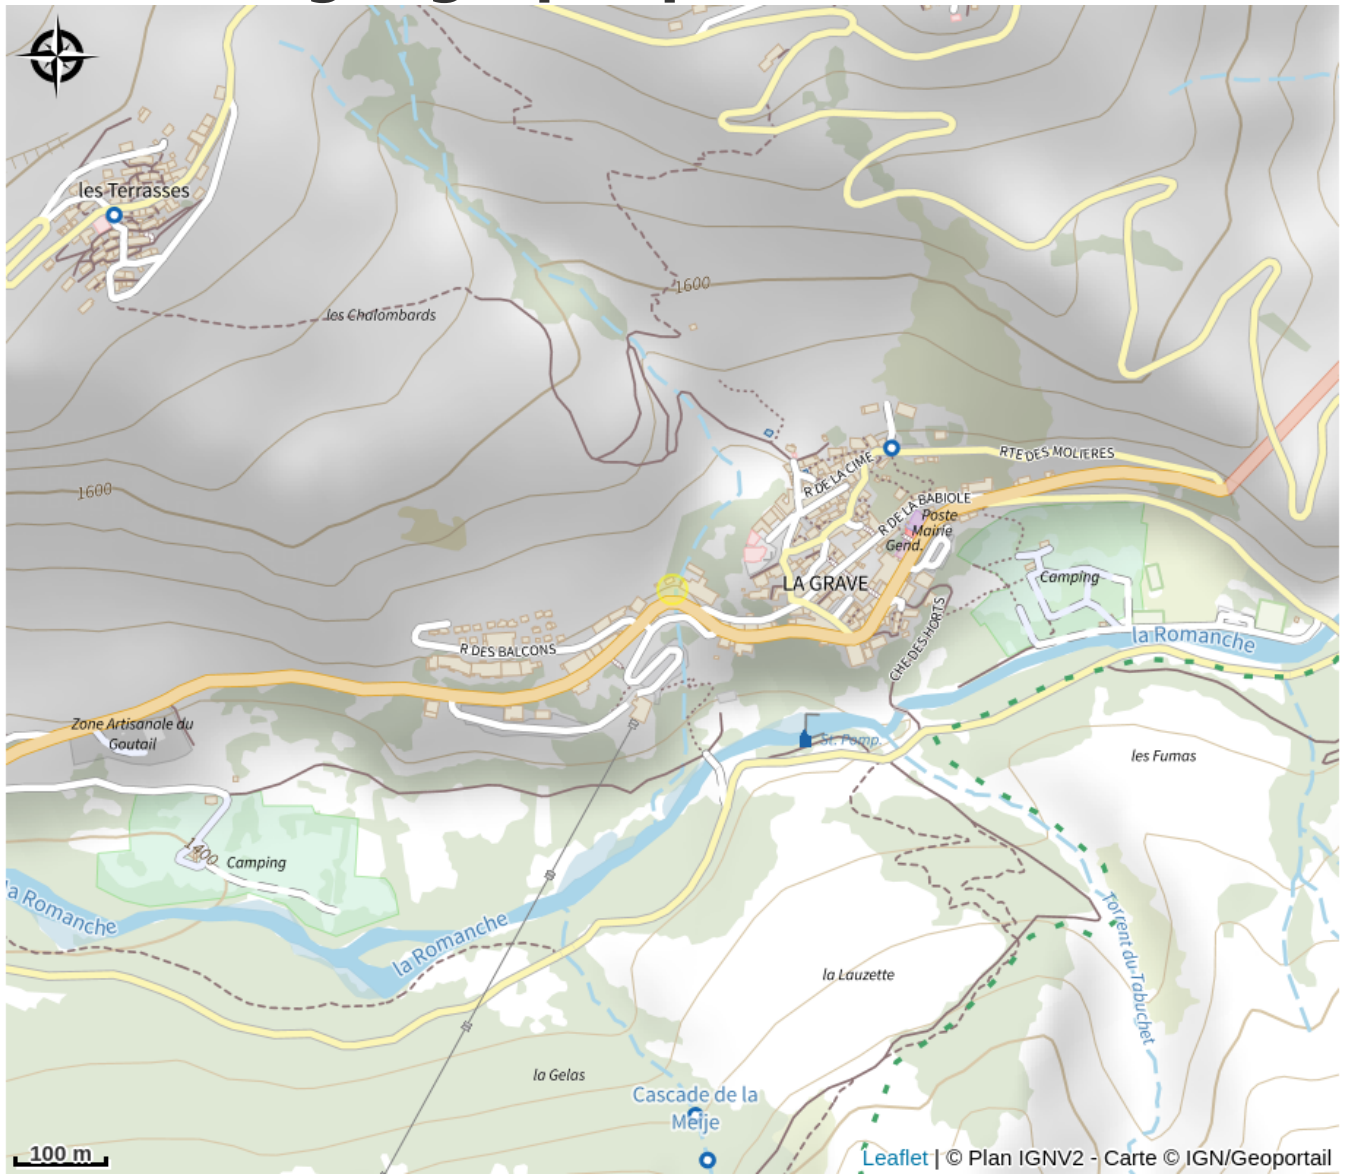 les Terrasses
1600
les Chalombards
1600
RTE DES MOLIERES
R DE LA CIME
R DE LA BABIOLE
Poste
Mairie
Gend.
LA GRAVE
Camping
CHE DES HORTS
la Romanche
R DES BALCONS
Zone Artisanale du
Goutail
St. Pomp.
les Fumas
1400
Camping
la Romanche
la Romanche
Torrent du Tabuchet
la Lauzette
la Gelas
Cascade de la
Meije
100 m
Leaflet | © Plan IGNV2 - Carte © IGN/Geoportail